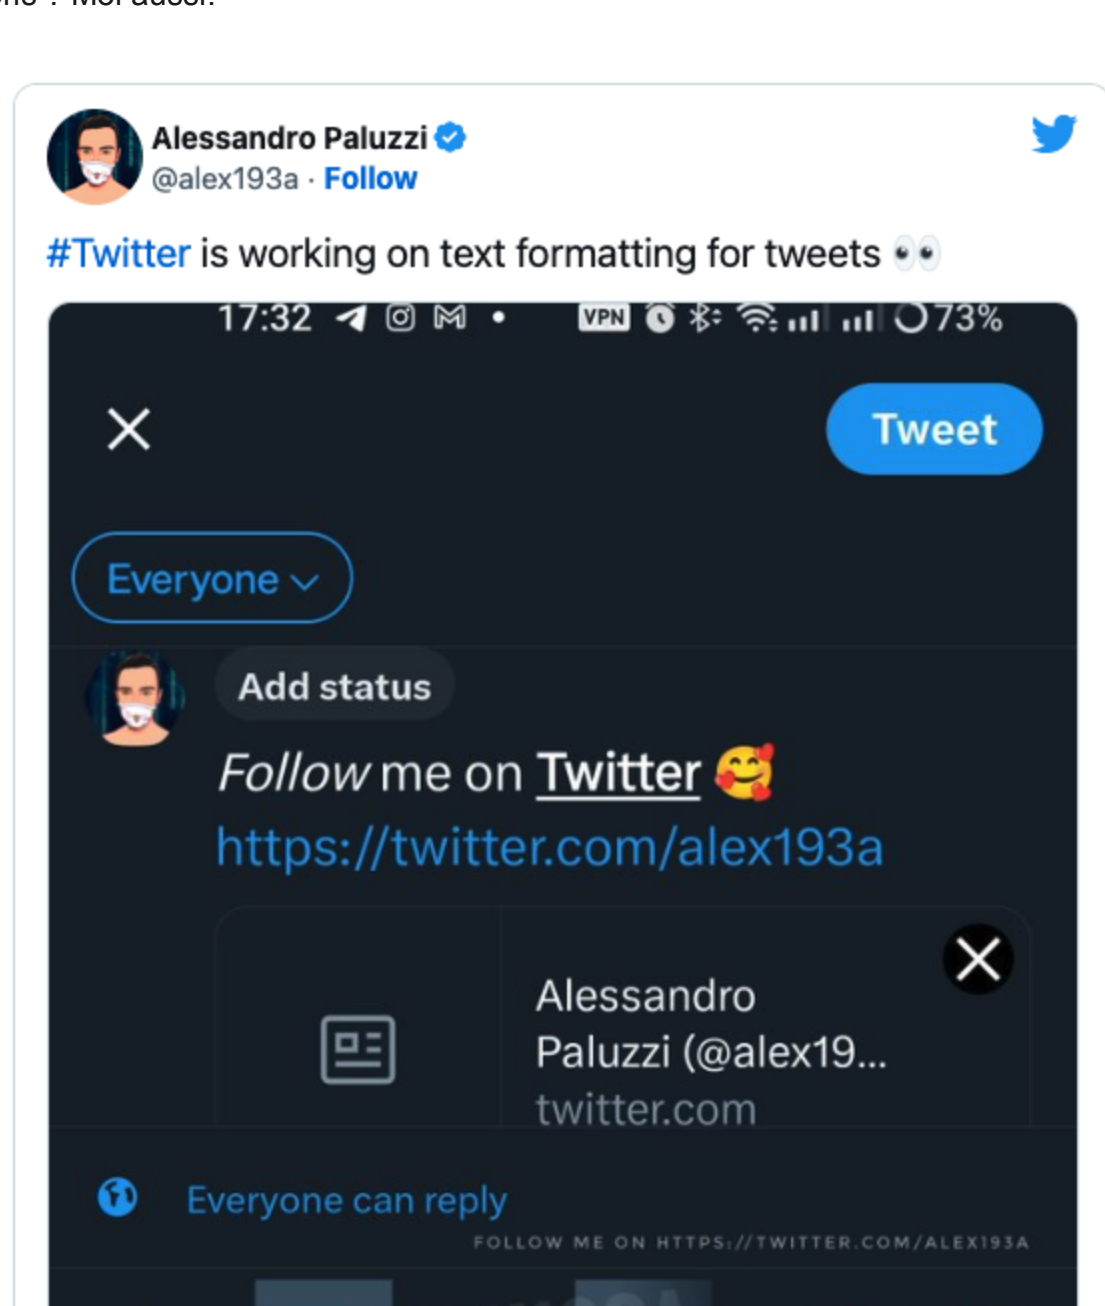 Moi aussi.
Alessandro Paluzzi
@alex193a · Follow
#Twitter is working on text formatting for tweets 👀
17:32 VPN 73%
Tweet
Everyone
Add status
Follow me on Twitter 🥰
https://twitter.com/alex193a
Alessandro
Paluzzi (@alex19...
twitter.com
Everyone can reply
FOLLOW ME ON HTTPS://TWITTER.COM/ALEX193A